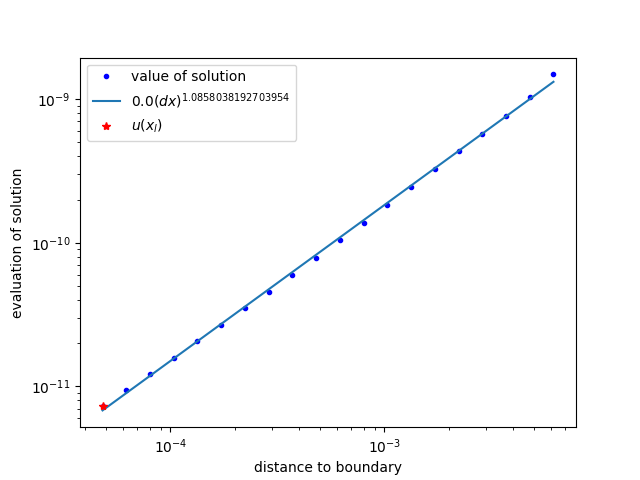 value of solution
0.0(dx)^1.0858038192703954
u(x_l)
10^-9
10^-10
10^-11
evaluation of solution
10^-4
10^-3
distance to boundary